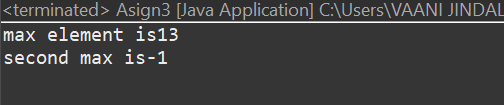 <terminated> Asign3 [Java Application] C:\Users\VAANI JINDAL
max element is13
second max is-1